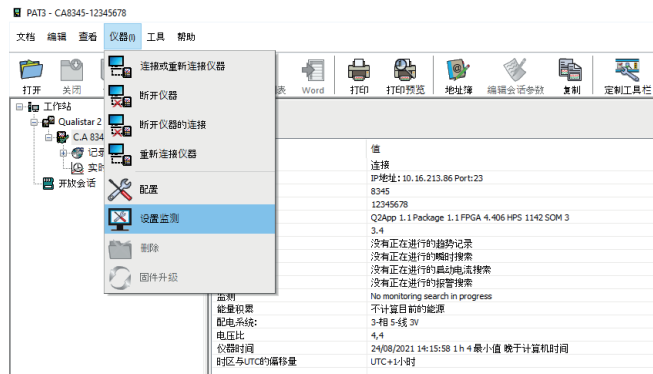 PAT3 - CA8345-12345678
文档 编辑 查看 仪器(I) 工具 帮助
打开 关闭 表 Word 打印 打印预览 地址簿 编辑会话参数 复制 定制工具栏
工作站
Qualistar 2
C.A 834
记录
实时
开放会话
连接或重新连接仪器
断开仪器
断开仪器的连接
重新连接仪器
配置
设置监测
删除
固件升级
值
连接
IP地址: 10.16.213.86 Port:23
8345
12345678
Q2App 1.1 Package 1.1 FPGA 4.406 HPS 1142 SOM 3
3.4
没有正在进行的趋势记录
没有正在进行的瞬时搜索
没有正在进行的启动电流搜索
没有正在进行的报警搜索
监测 No monitoring search in progress
能量积累 不计算目前的能源
配电系统: 3-相 5-线 3V
电压比 4,4
仪器时间 24/08/2021 14:15:58 1 h 4 最小值 晚于计算机时间
时区与UTC的偏移量 UTC+1小时